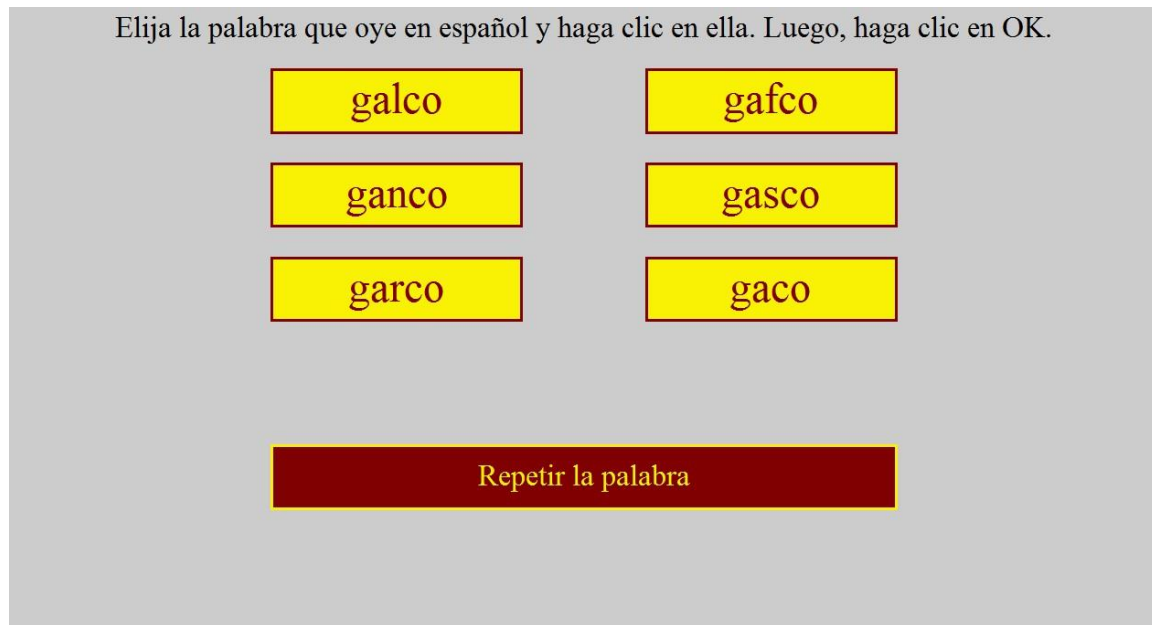 Elija la palabra que oye en español y haga clic en ella. Luego, haga clic en OK.
galco
gafco
ganco
gasco
garco
gaco
Repetir la palabra